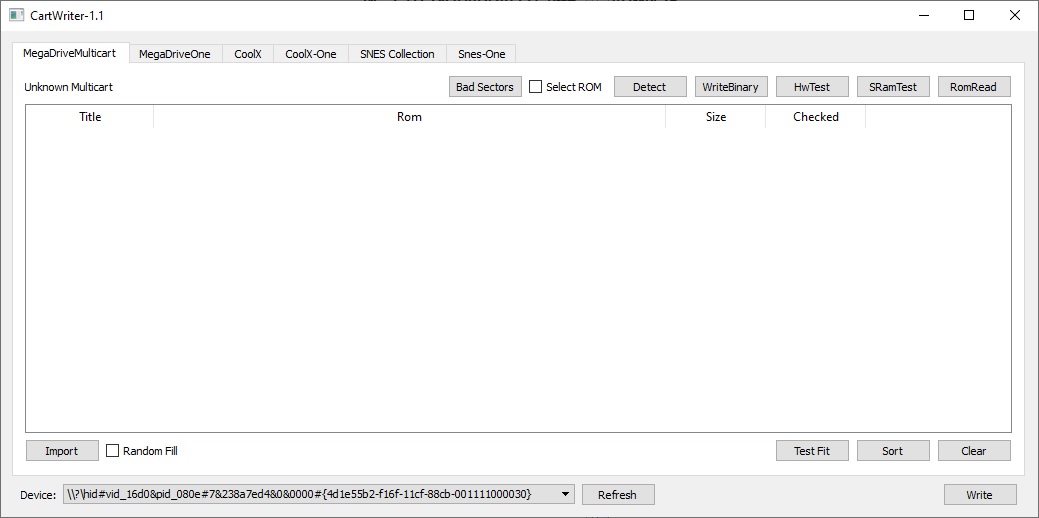 CartWriter-1.1
MegaDriveMulticart MegaDriveOne CoolX CoolX-One SNES Collection Snes-One
Unknown Multicart Bad Sectors Select ROM Detect WriteBinary HwTest SRamTest RomRead
Title Rom Size Checked
Import Random Fill Test Fit Sort Clear
Device: \\?\hid#vid_16d0&pid_080e#7&238a7ed4&0&0000#{4d1e55b2-f16f-11cf-88cb-001111000030} Refresh Write